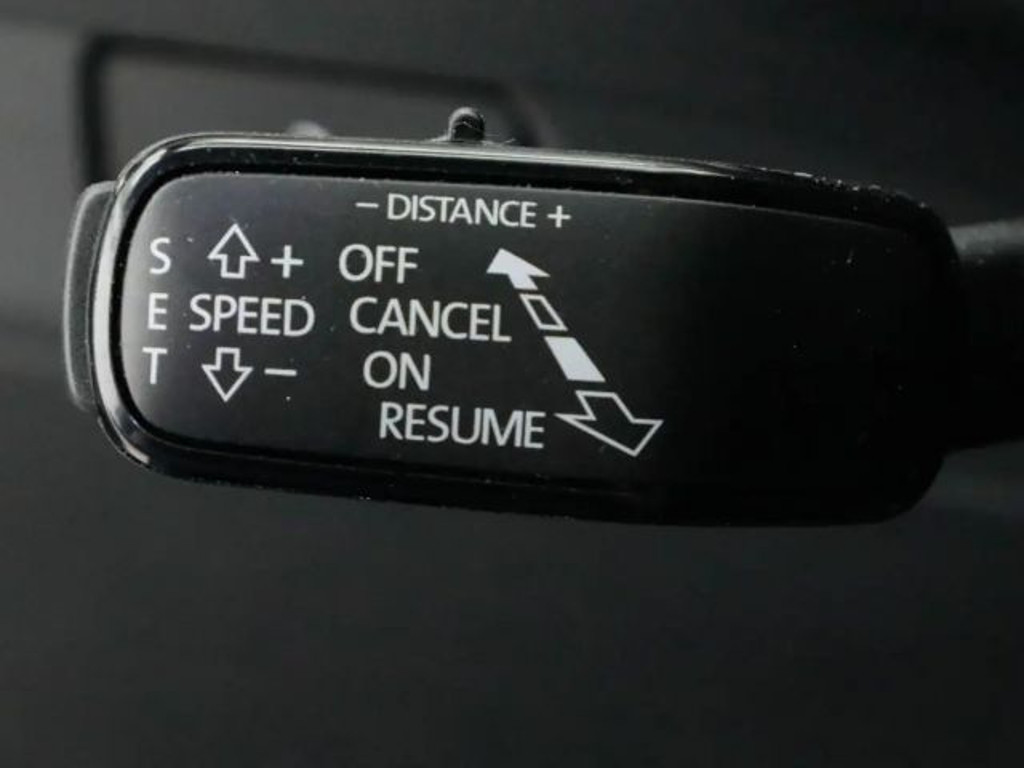 – DISTANCE +
S + OFF
E SPEED CANCEL
T – ON
RESUME